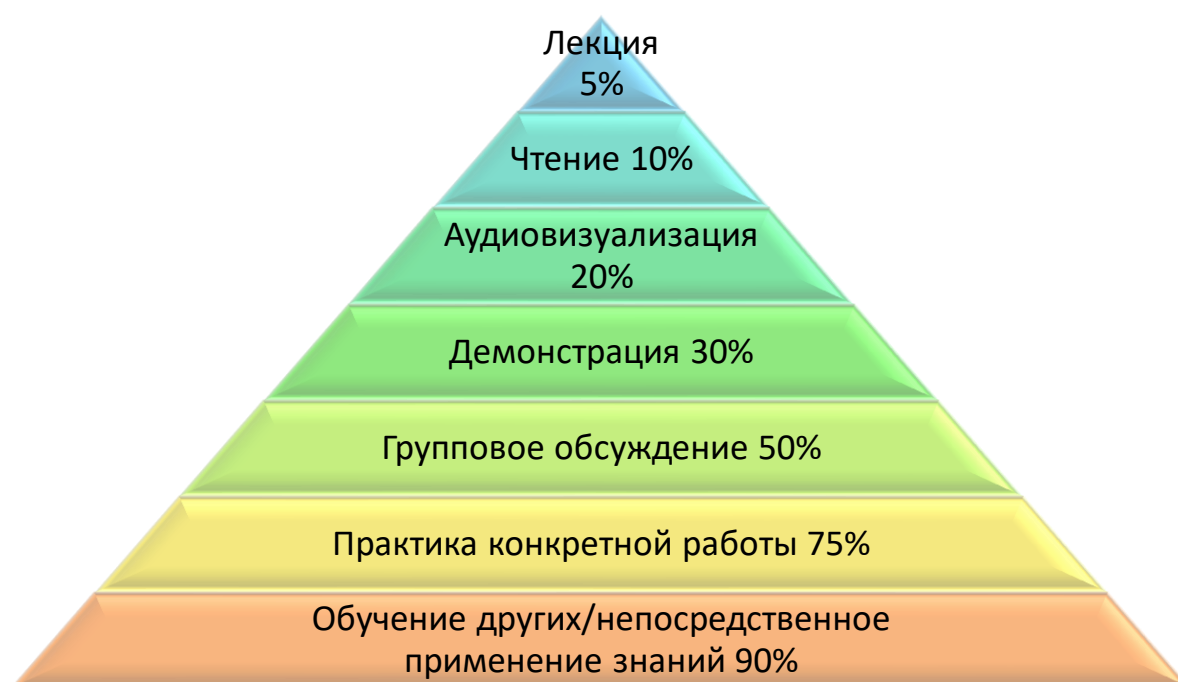 Лекция
5%
Чтение 10%
Аудиовизуализация
20%
Демонстрация 30%
Групповое обсуждение 50%
Практика конкретной работы 75%
Обучение других/непосредственное
применение знаний 90%